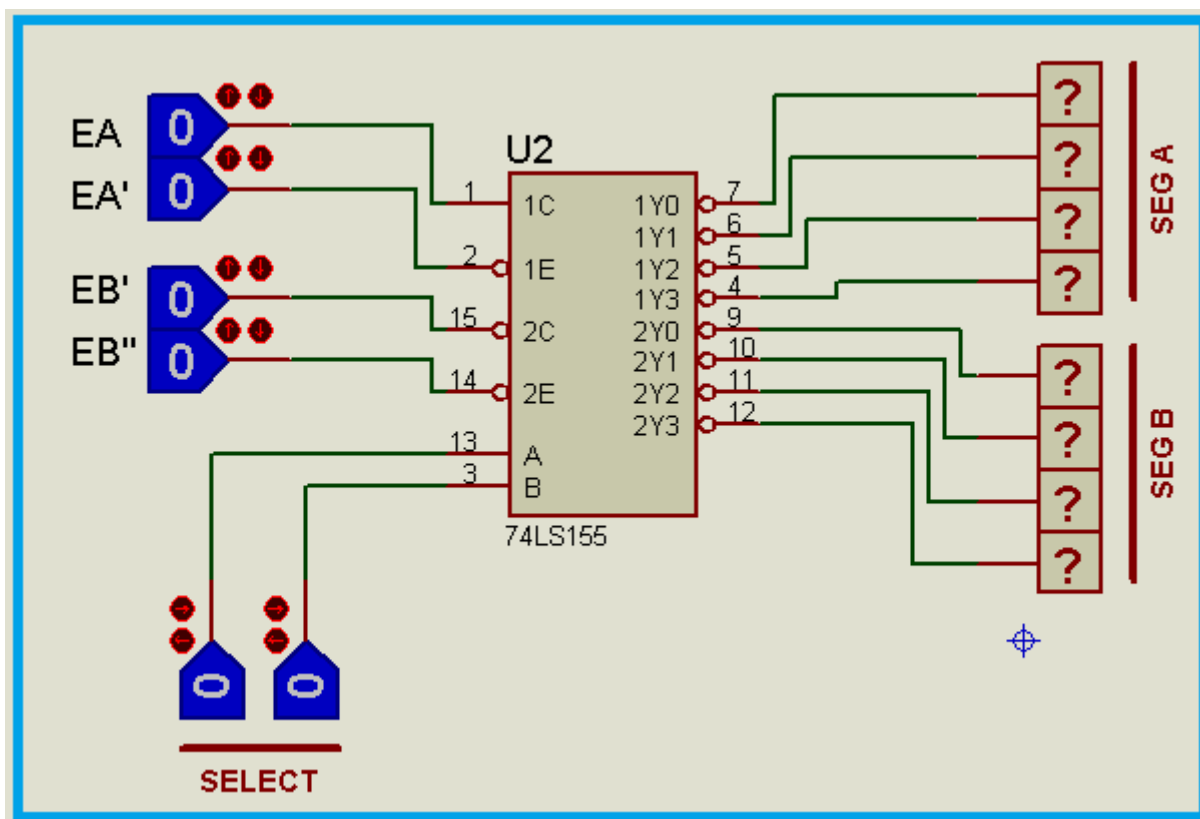 EA 0
EA' 0
EB' 0
EB" 0
U2
1 1C
2 1E
15 2C
14 2E
13 A
3 B
1Y0 7
1Y1 6
1Y2 5
1Y3 4
2Y0 9
2Y1 10
2Y2 11
2Y3 12
74LS155
?
?
?
?
SEG A
?
?
?
?
SEG B
0 0
SELECT